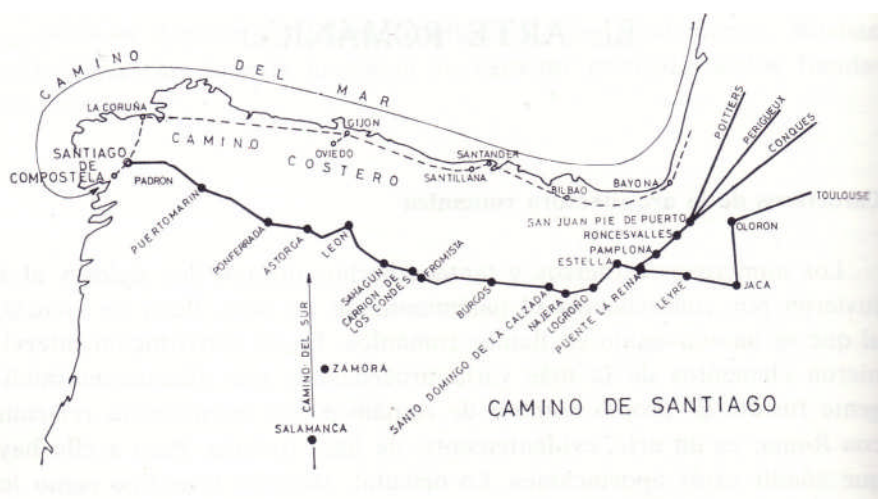 EL ARTE ROMÁNICO
CAMINO DEL MAR
LA CORUÑA
GIJON
CAMINO COSTERO
OVIEDO
SANTANDER
SANTILLANA
BILBAO
BAYONA
POITIERS
PERIGUEUX
CONQUES
TOULOUSE
SANTIAGO
DE
COMPOSTELA
PADRON
PUERTOMARIN
PONFERRADA
ASTORGA
LEON
SAHAGUN
CARRION DE
LOS CONDES
FROMISTA
BURGOS
SANTO DOMINGO DE LA CALZADA
NAJERA
LOGROÑO
PUENTE LA REINA
ESTELLA
PAMPLONA
RONCESVALLES
SAN JUAN PIE DE PUERTO
OLORON
JACA
LEYRE
CAMINO DEL SUR
ZAMORA
SALAMANCA
CAMINO DE SANTIAGO